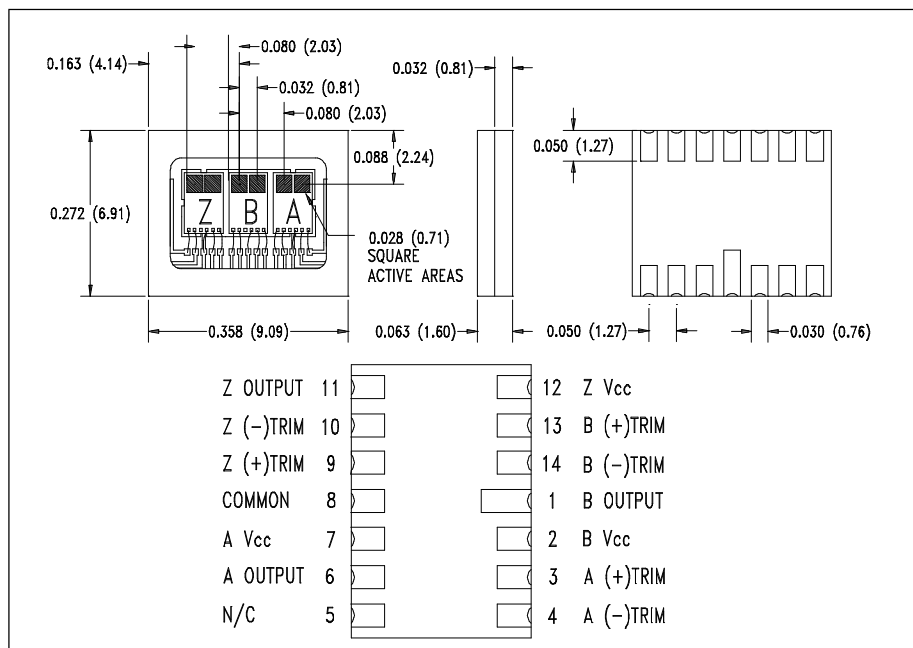 0.080 (2.03)
0.163 (4.14)
0.032 (0.81)
0.032 (0.81)
0.080 (2.03)
0.088 (2.24)
0.050 (1.27)
0.272 (6.91)
Z B A
0.028 (0.71)
SQUARE
ACTIVE AREAS
0.358 (9.09)
0.063 (1.60)
0.050 (1.27)
0.030 (0.76)
Z OUTPUT 11
12 Z Vcc
Z (-)TRIM 10
13 B (+)TRIM
Z (+)TRIM 9
14 B (-)TRIM
COMMON 8
1 B OUTPUT
A Vcc 7
2 B Vcc
A OUTPUT 6
3 A (+)TRIM
N/C 5
4 A (-)TRIM